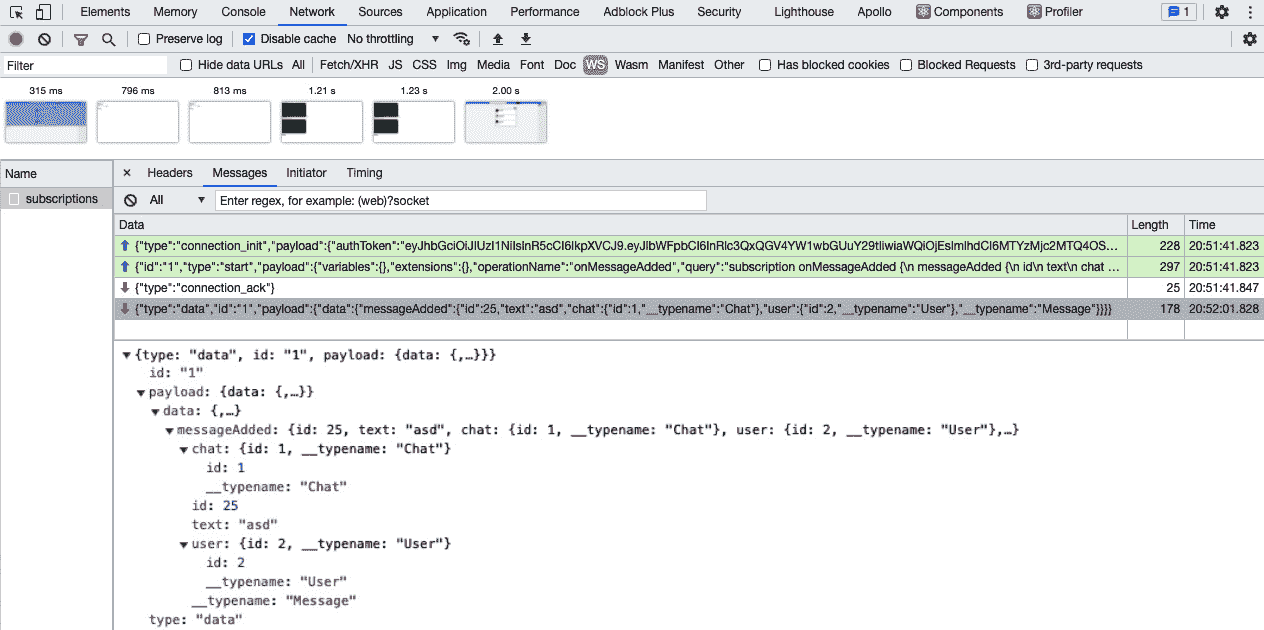 Elements Memory Console Network Sources Application Performance Adblock Plus Security Lighthouse Apollo Components Profiler 1
Preserve log Disable cache No throttling
Filter Hide data URLs All Fetch/XHR JS CSS Img Media Font Doc WS Wasm Manifest Other Has blocked cookies Blocked Requests 3rd-party requests
315 ms 796 ms 813 ms 1.21 s 1.23 s 2.00 s
Name × Headers Messages Initiator Timing
subscriptions All Enter regex, for example: (web)?socket
Data Length Time
{"type":"connection_init","payload":{"authToken":"eyJhbGciOiJIUzI1NiIsInR5cCI6IkpXVCJ9.eyJlbWFpbCI6InRlc3QxQGV4YW1wbGUuY29tIiwiaWQiOjEsImlhdCI6MTYzMjc2MTQ4OS... 228 20:51:41.823
{"id":"1","type":"start","payload":{"variables":{},"extensions":{},"operationName":"onMessageAdded","query":"subscription onMessageAdded {\n messageAdded {\n id\n text\n chat ... 297 20:51:41.823
{"type":"connection_ack"} 25 20:51:41.847
{"type":"data","id":"1","payload":{"data":{"messageAdded":{"id":25,"text":"asd","chat":{"id":1,"__typename":"Chat"},"user":{"id":2,"__typename":"User"},"__typename":"Message"}}}} 178 20:52:01.828
{type: "data", id: "1", payload: {data: {,…}}}
id: "1"
payload: {data: {,…}}
data: {,…}
messageAdded: {id: 25, text: "asd", chat: {id: 1, __typename: "Chat"}, user: {id: 2, __typename: "User"},…}
chat: {id: 1, __typename: "Chat"}
id: 1
__typename: "Chat"
id: 25
text: "asd"
user: {id: 2, __typename: "User"}
id: 2
__typename: "User"
__typename: "Message"
type: "data"